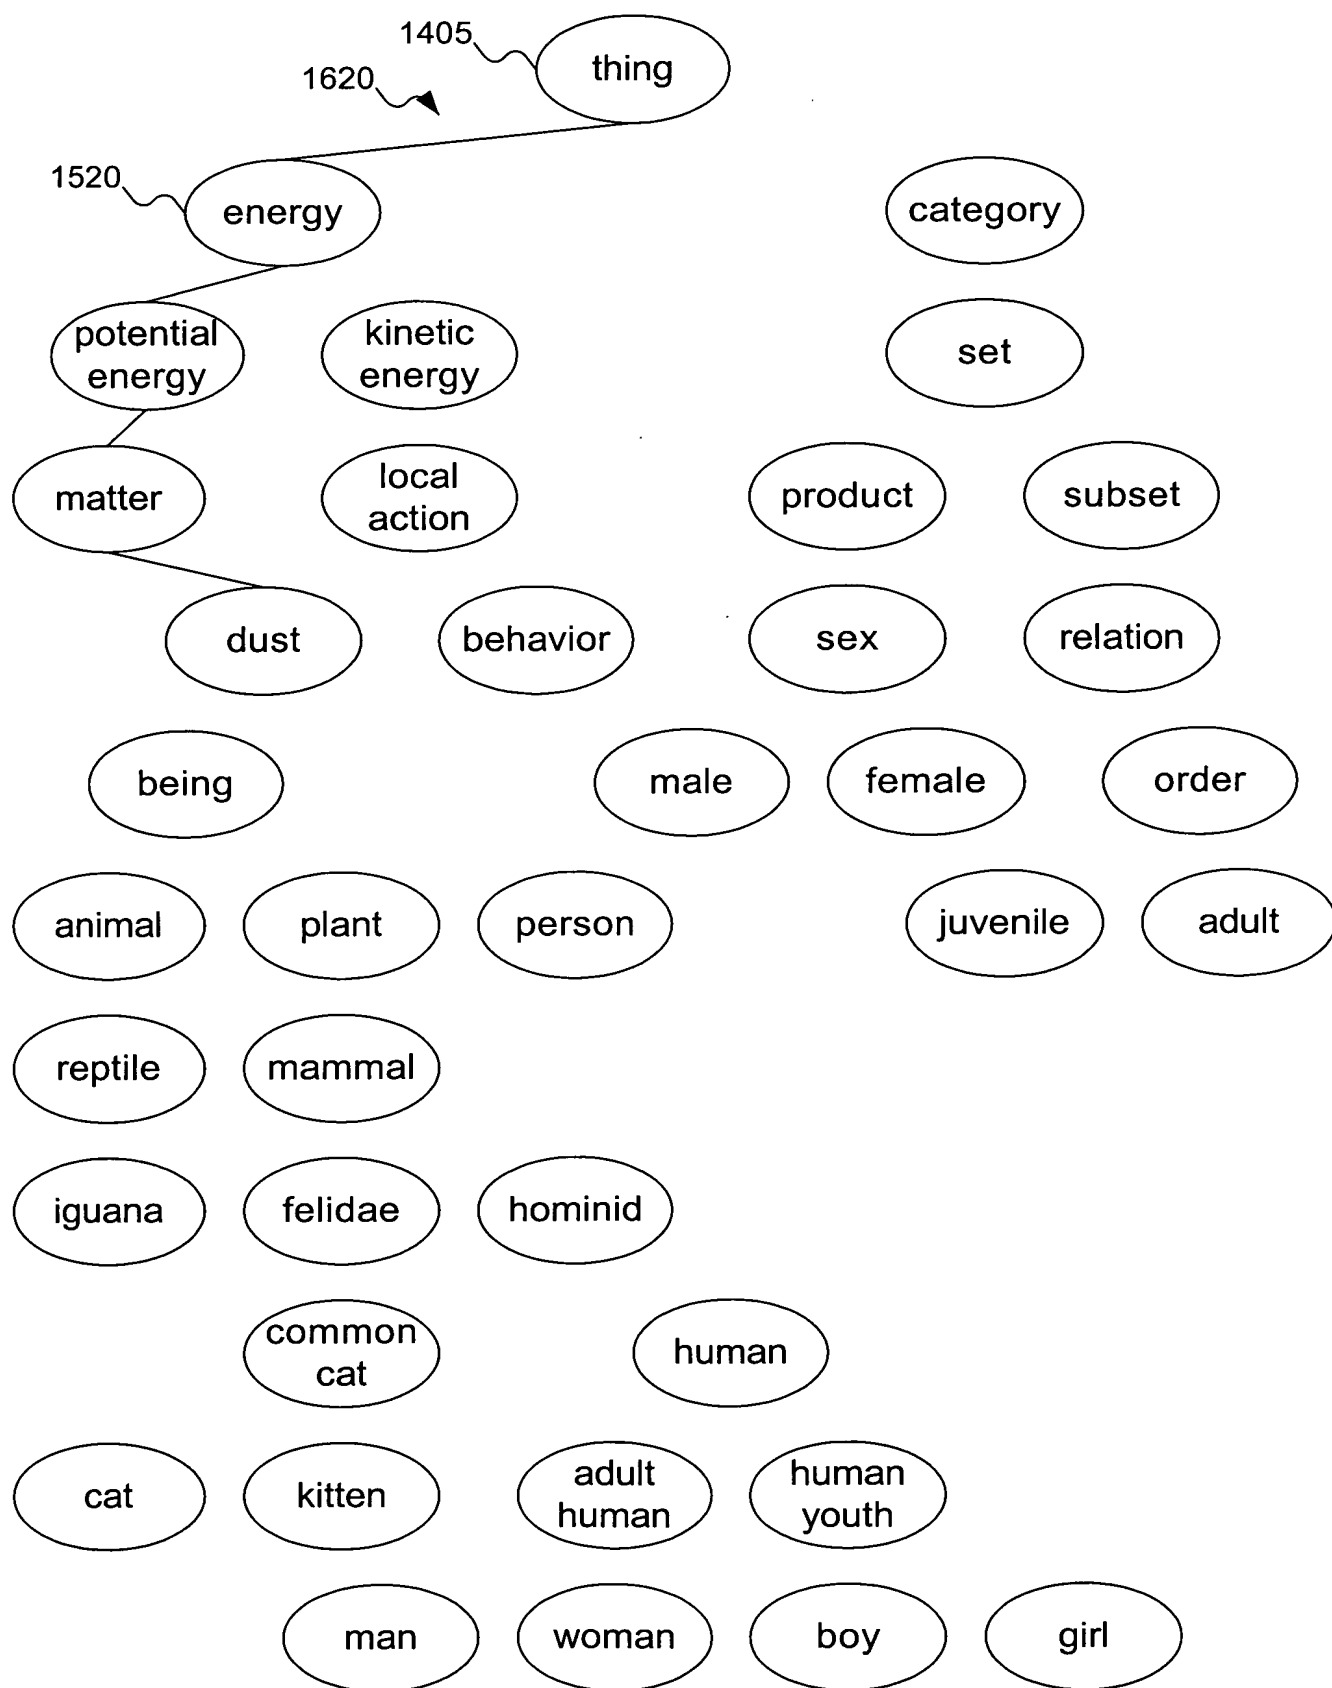 1405
thing
1620
1520
energy
category
potential
energy
kinetic
energy
set
matter
local
action
product
subset
dust
behavior
sex
relation
being
male
female
order
animal
plant
person
juvenile
adult
reptile
mammal
iguana
felidae
hominid
common
cat
human
cat
kitten
adult
human
human
youth
man
woman
boy
girl